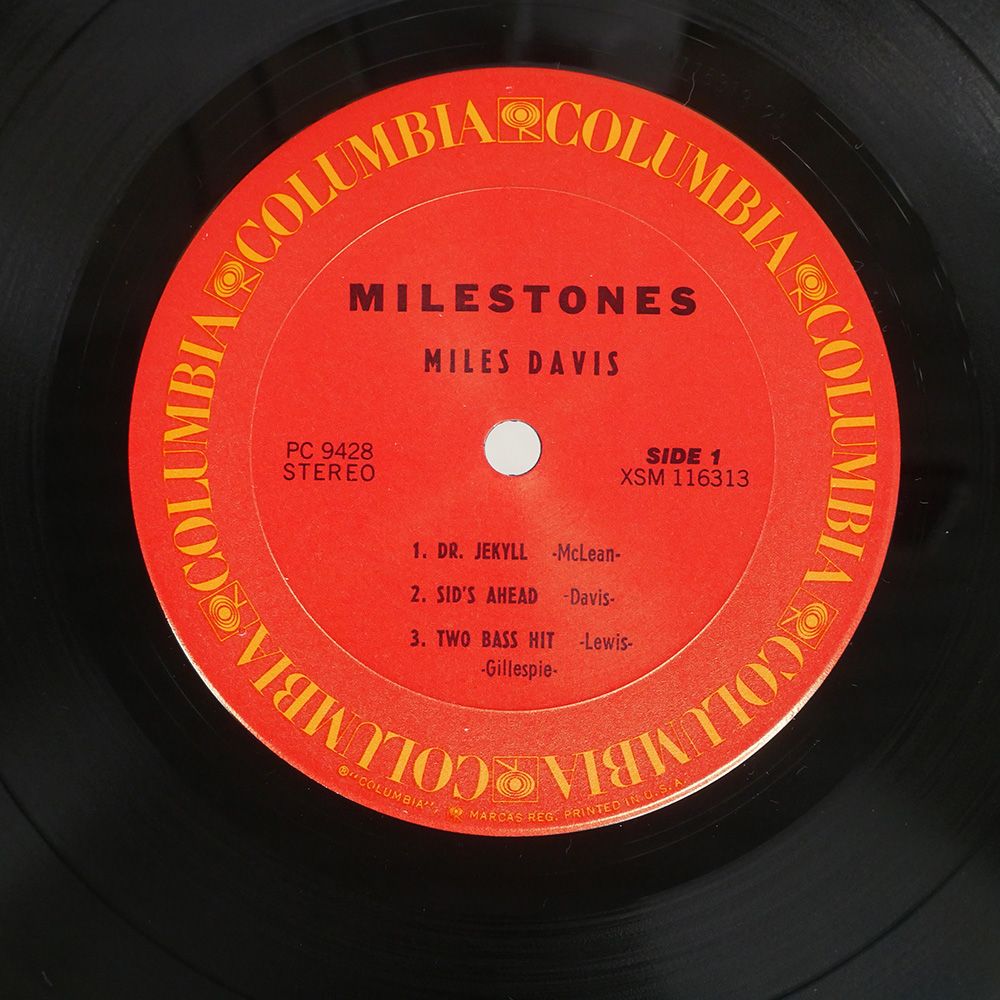 COLUMBIA COLUMBIA COLUMBIA COLUMBIA COLUMBIA COLUMBIA
MILESTONES
MILES DAVIS
PC 9428
STEREO
SIDE 1
XSM 116313
1. DR. JEKYLL -McLean-
2. SID'S AHEAD -Davis-
3. TWO BASS HIT -Lewis-
-Gillespie-
® "COLUMBIA", MARCAS REG. PRINTED IN U.S.A.